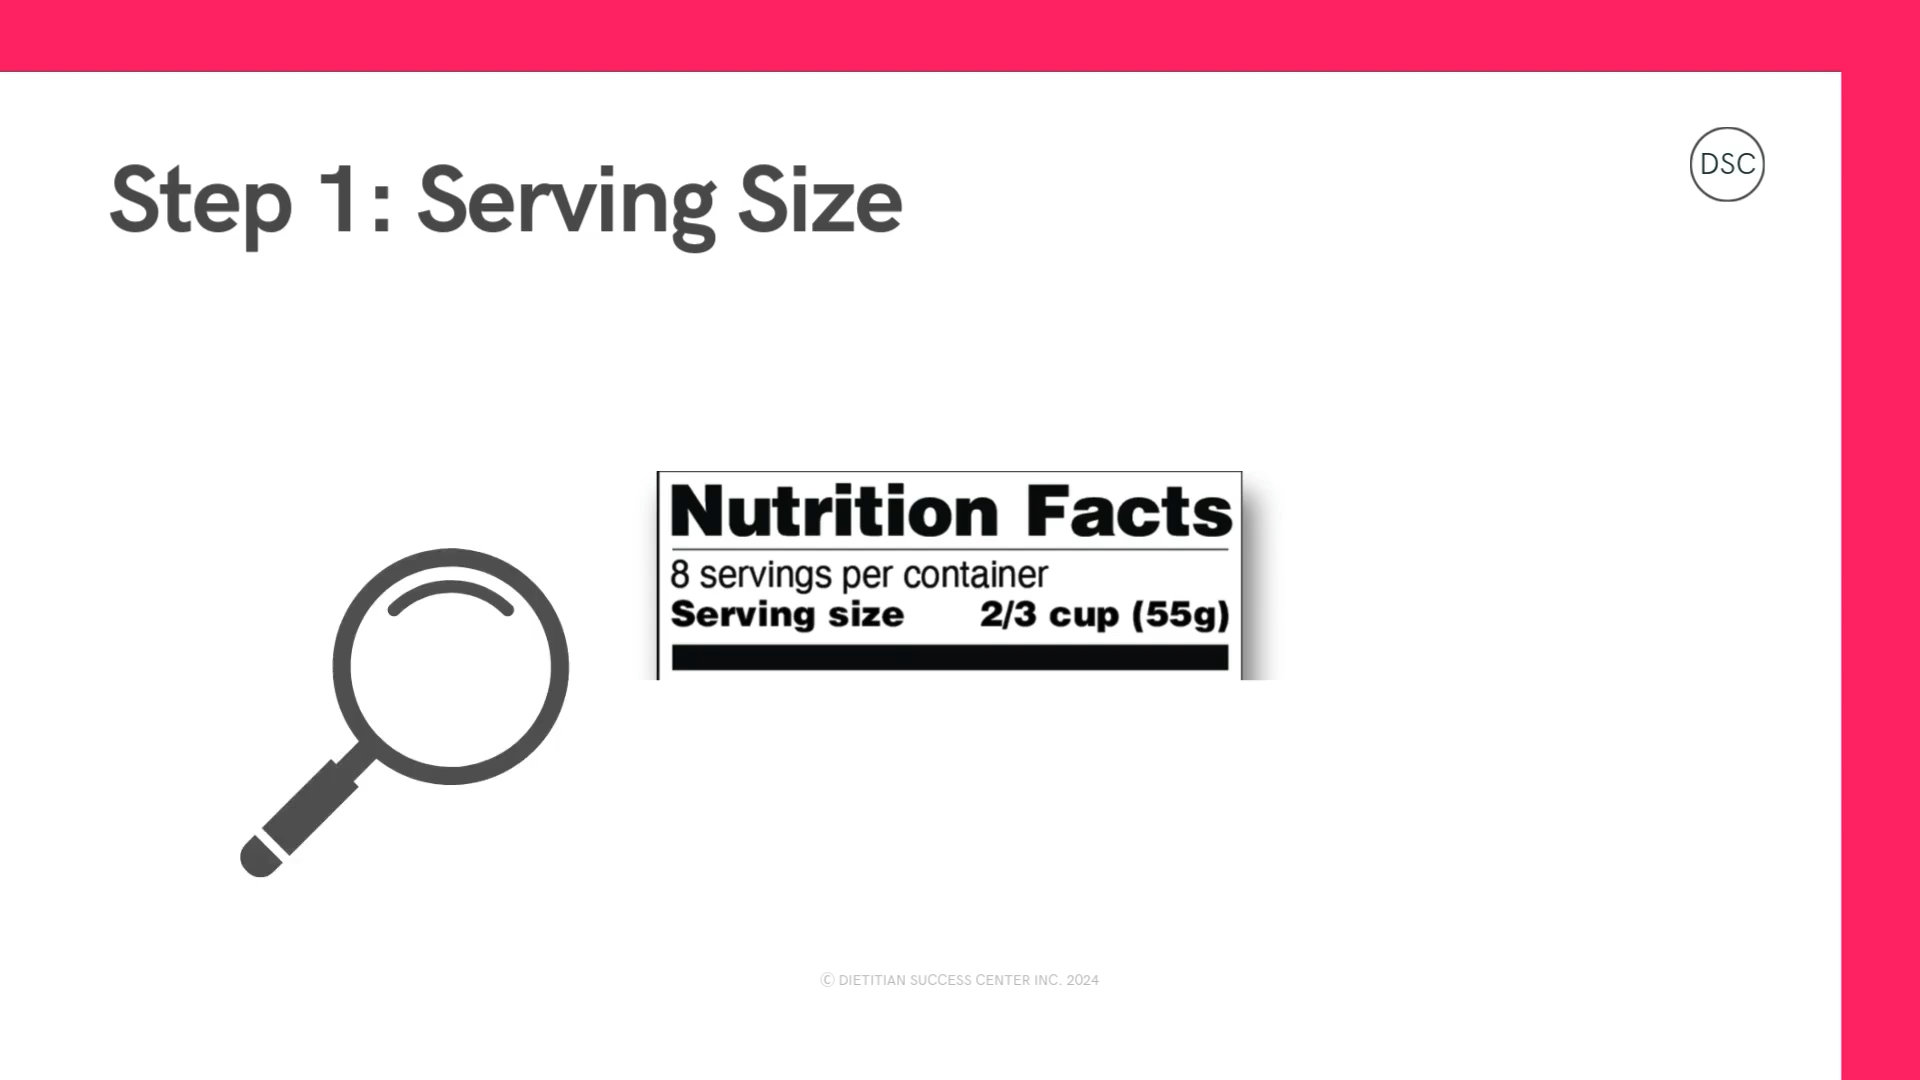 Step 1: Serving Size
DSC
Nutrition Facts
8 servings per container
Serving size 2/3 cup (55g)
© DIETITIAN SUCCESS CENTER INC. 2024